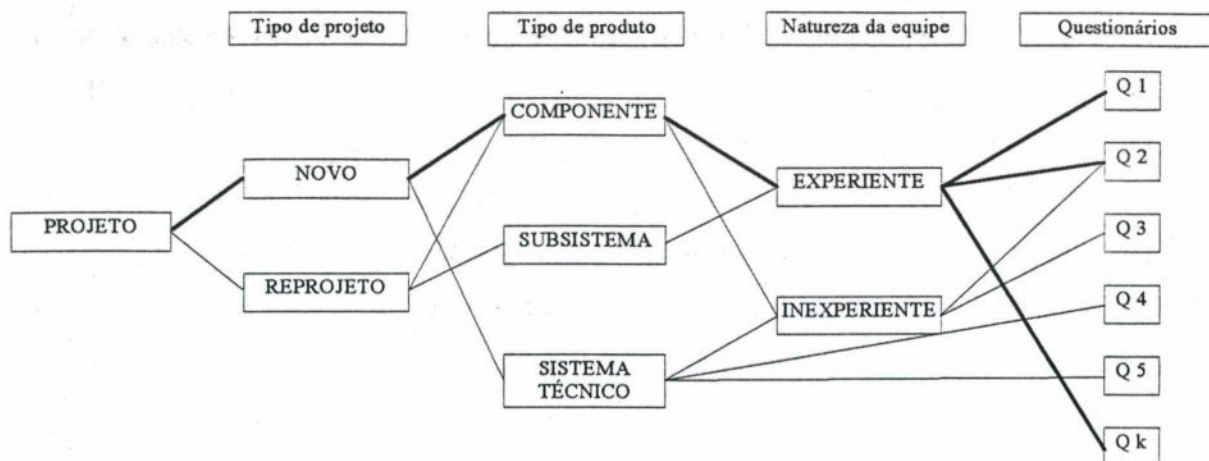 Tipo de projeto
Tipo de produto
Natureza da equipe
Questionários
PROJETO
NOVO
REPROJETO
COMPONENTE
SUBSISTEMA
SISTEMA
TÉCNICO
EXPERIENTE
INEXPERIENTE
Q 1
Q 2
Q 3
Q 4
Q 5
Q k